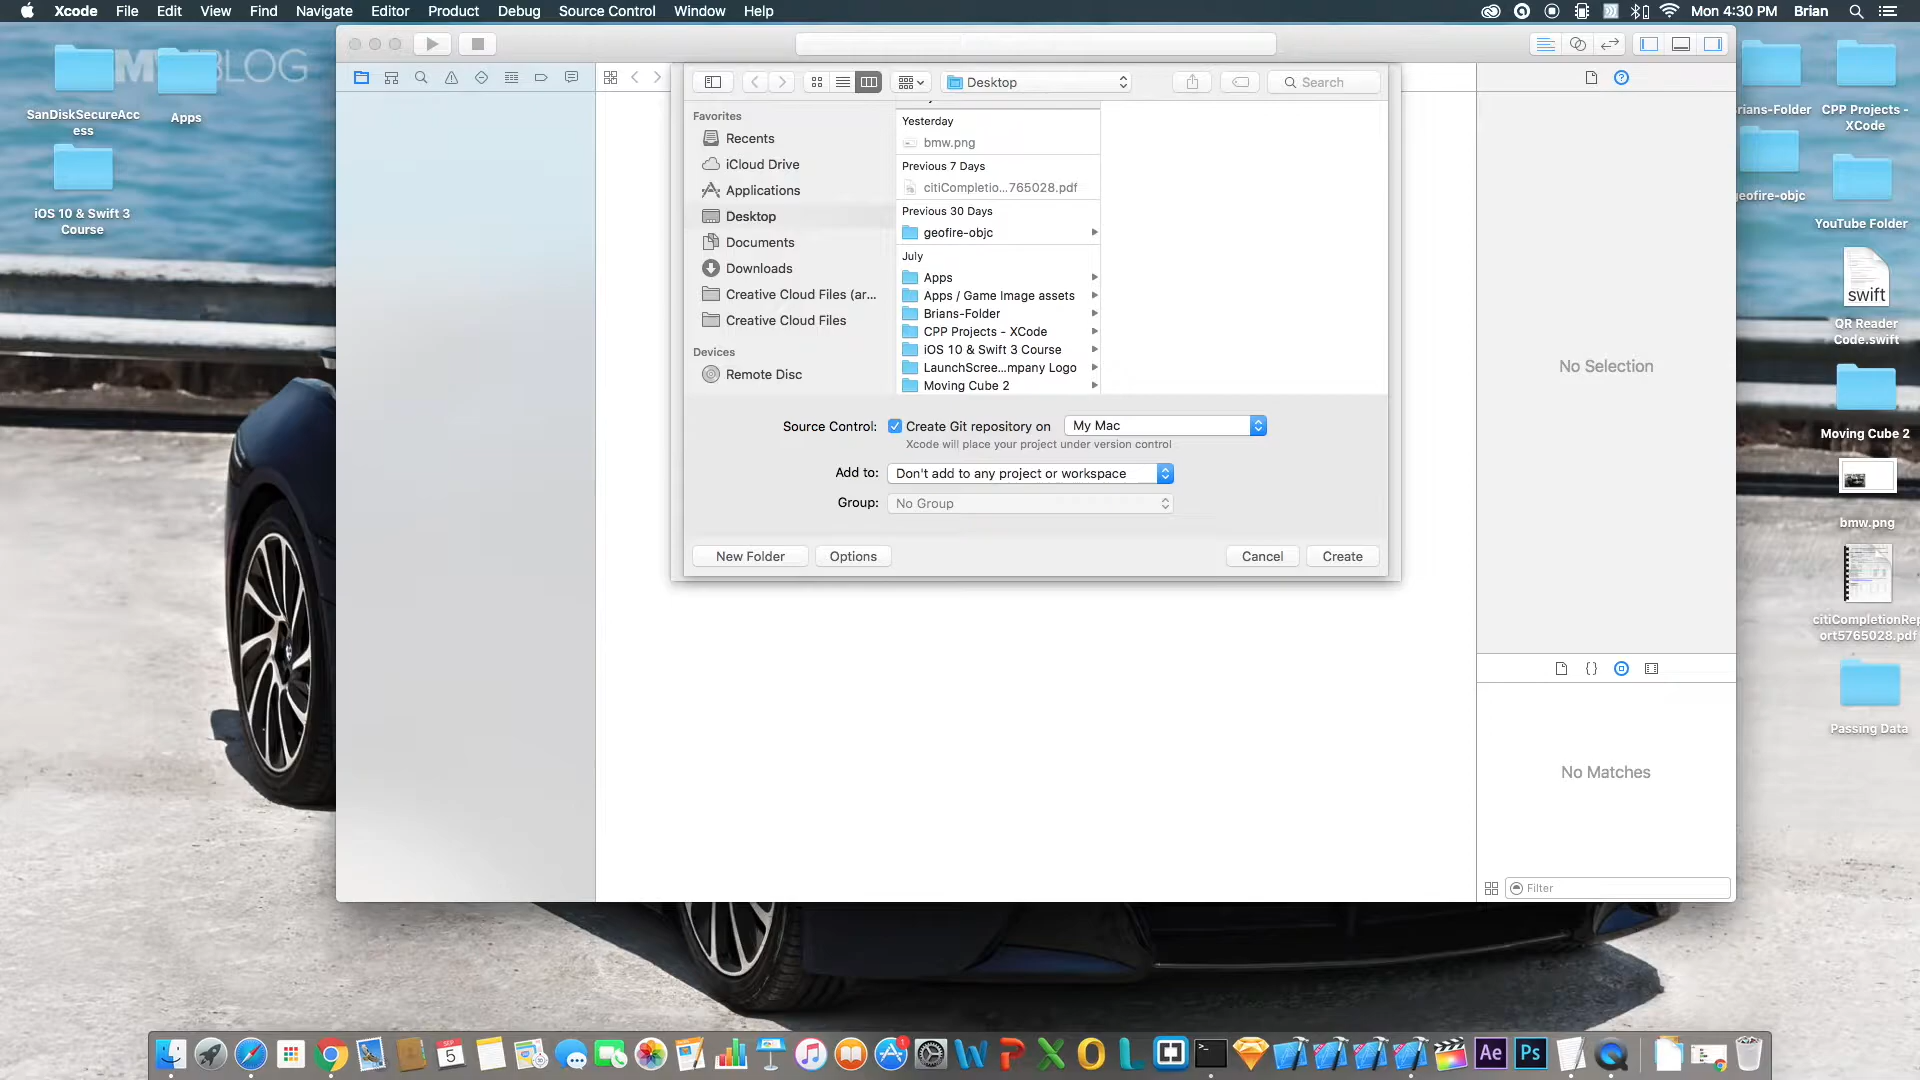 Xcode File Edit View Find Navigate Editor Product Debug Source Control Window Help
Mon 4:30 PM Brian
BLOG
SanDiskSecureAcc
ess
Apps
iOS 10 & Swift 3
Course
Desktop
Search
Favorites
Recents
iCloud Drive
Applications
Desktop
Documents
Downloads
Creative Cloud Files (ar...
Creative Cloud Files
Devices
Remote Disc
Yesterday
bmw.png
Previous 7 Days
citiCompletio...765028.pdf
Previous 30 Days
geofire-objc
July
Apps
Apps / Game Image assets
Brians-Folder
CPP Projects - XCode
iOS 10 & Swift 3 Course
LaunchScree...mpany Logo
Moving Cube 2
Source Control: Create Git repository on My Mac
Xcode will place your project under version control
Add to: Don't add to any project or workspace
Group: No Group
New Folder Options Cancel Create
No Selection
{}
No Matches
Filter
rians-Folder
CPP Projects -
XCode
eofire-objc
YouTube Folder
swift
QR Reader
Code.swift
Moving Cube 2
bmw.png
citiCompletionRep
ort5765028.pdf
Passing Data
SEP
5
1
Ae
Ps